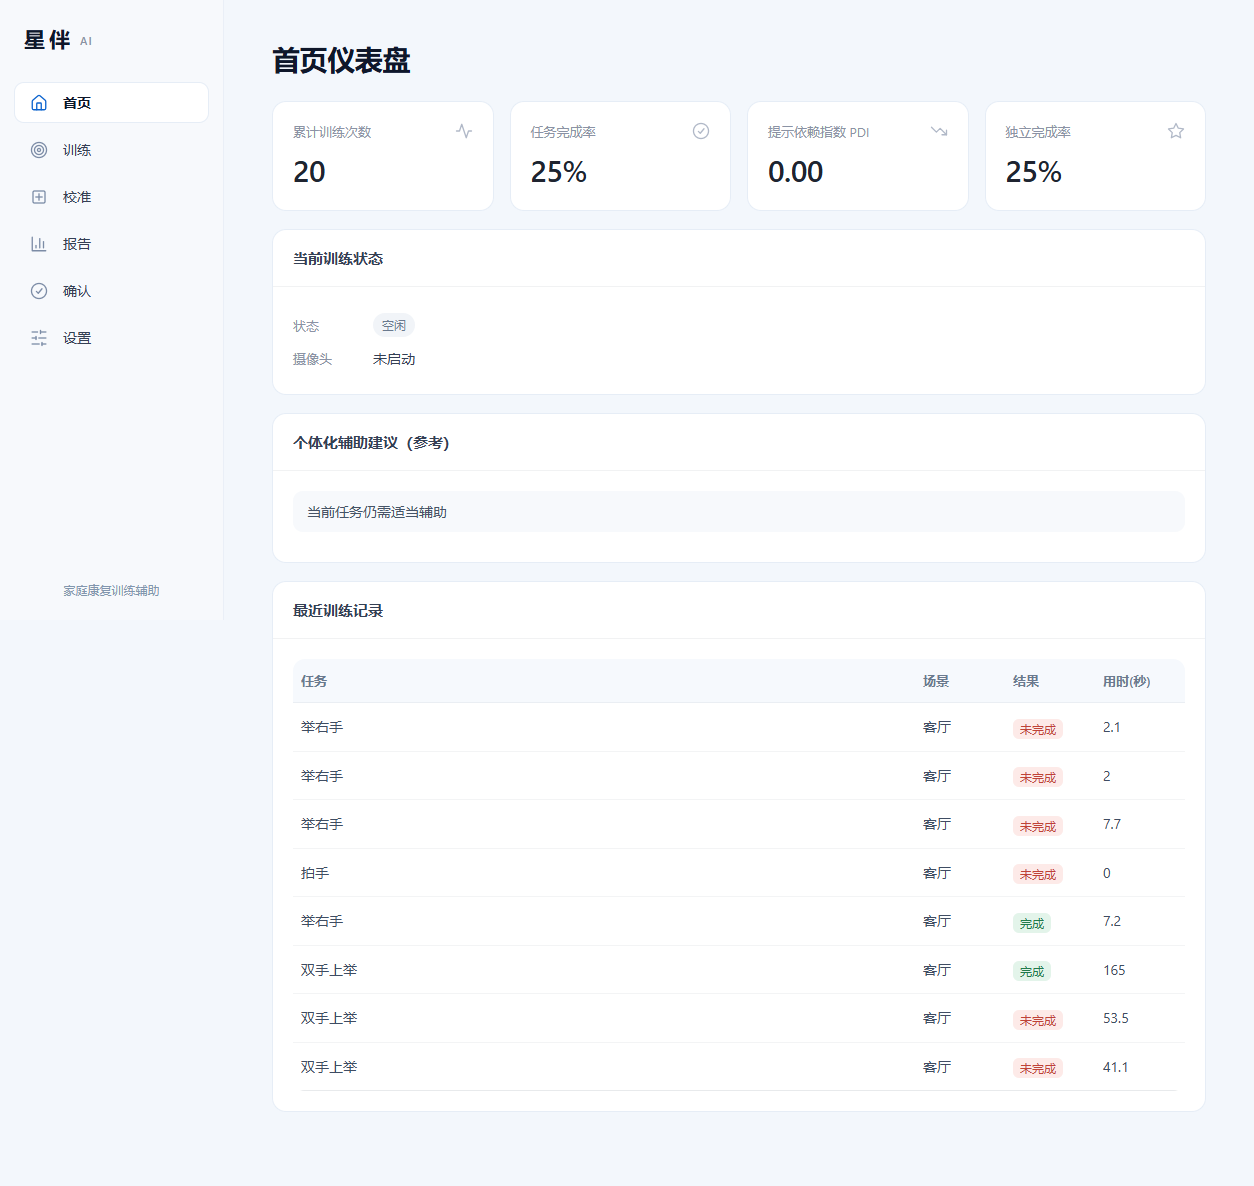 星伴 AI
首页
训练
校准
报告
确认
设置
家庭康复训练辅助
首页仪表盘
累计训练次数
20
任务完成率
25%
提示依赖指数 PDI
0.00
独立完成率
25%
当前训练状态
状态 空闲
摄像头 未启动
个体化辅助建议（参考）
当前任务仍需适当辅助
最近训练记录
任务 场景 结果 用时(秒)
举右手 客厅 未完成 2.1
举右手 客厅 未完成 2
举右手 客厅 未完成 7.7
拍手 客厅 未完成 0
举右手 客厅 完成 7.2
双手上举 客厅 完成 165
双手上举 客厅 未完成 53.5
双手上举 客厅 未完成 41.1